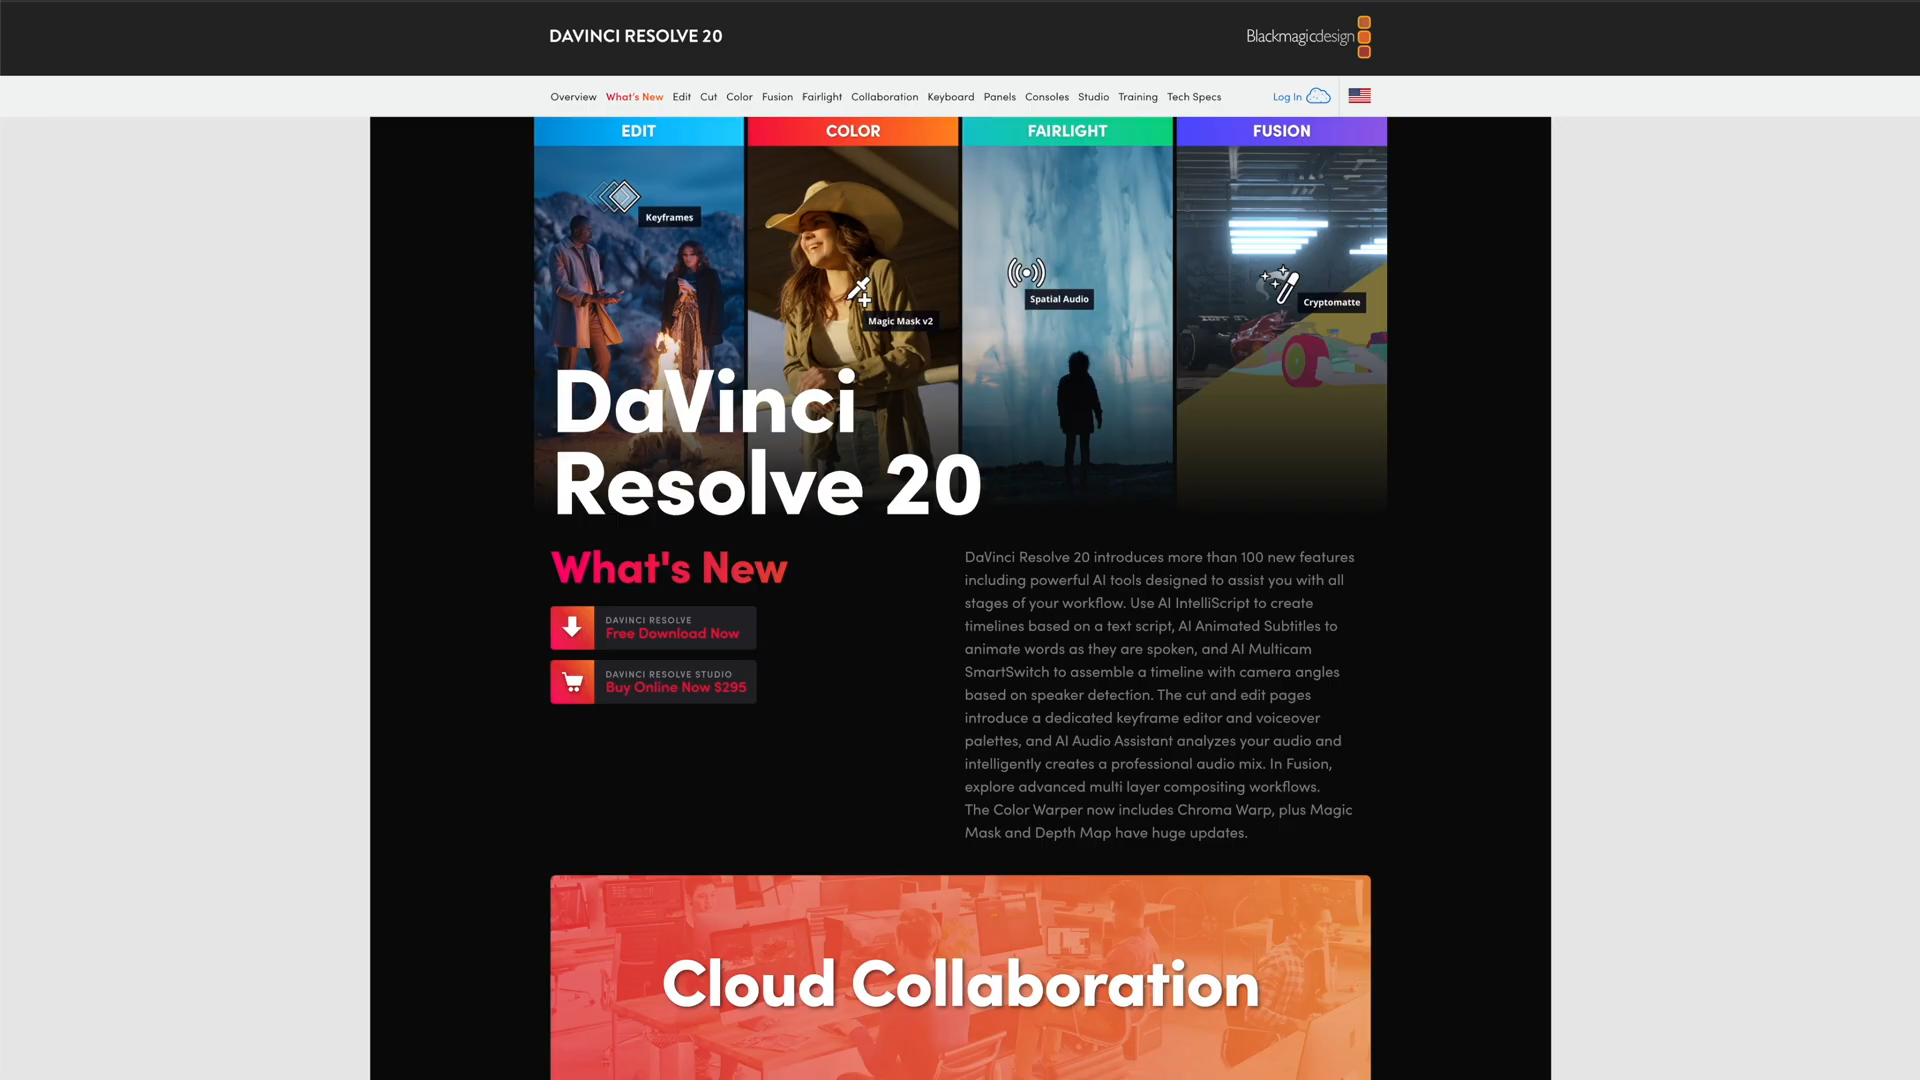 DAVINCI RESOLVE 20
Blackmagicdesign
Overview What's New Edit Cut Color Fusion Fairlight Collaboration Keyboard Panels Consoles Studio Training Tech Specs Log In
EDIT COLOR FAIRLIGHT FUSION
Keyframes
Magic Mask v2
Spatial Audio
Cryptomatte
DaVinci
Resolve 20
What's New
DAVINCI RESOLVE
Free Download Now
DAVINCI RESOLVE STUDIO
Buy Online Now $295
DaVinci Resolve 20 introduces more than 100 new features
including powerful AI tools designed to assist you with all
stages of your workflow. Use AI IntelliScript to create
timelines based on a text script, AI Animated Subtitles to
animate words as they are spoken, and AI Multicam
SmartSwitch to assemble a timeline with camera angles
based on speaker detection. The cut and edit pages
introduce a dedicated keyframe editor and voiceover
palettes, and AI Audio Assistant analyzes your audio and
intelligently creates a professional audio mix. In Fusion,
explore advanced multi layer compositing workflows.
The Color Warper now includes Chroma Warp, plus Magic
Mask and Depth Map have huge updates.
Cloud Collaboration